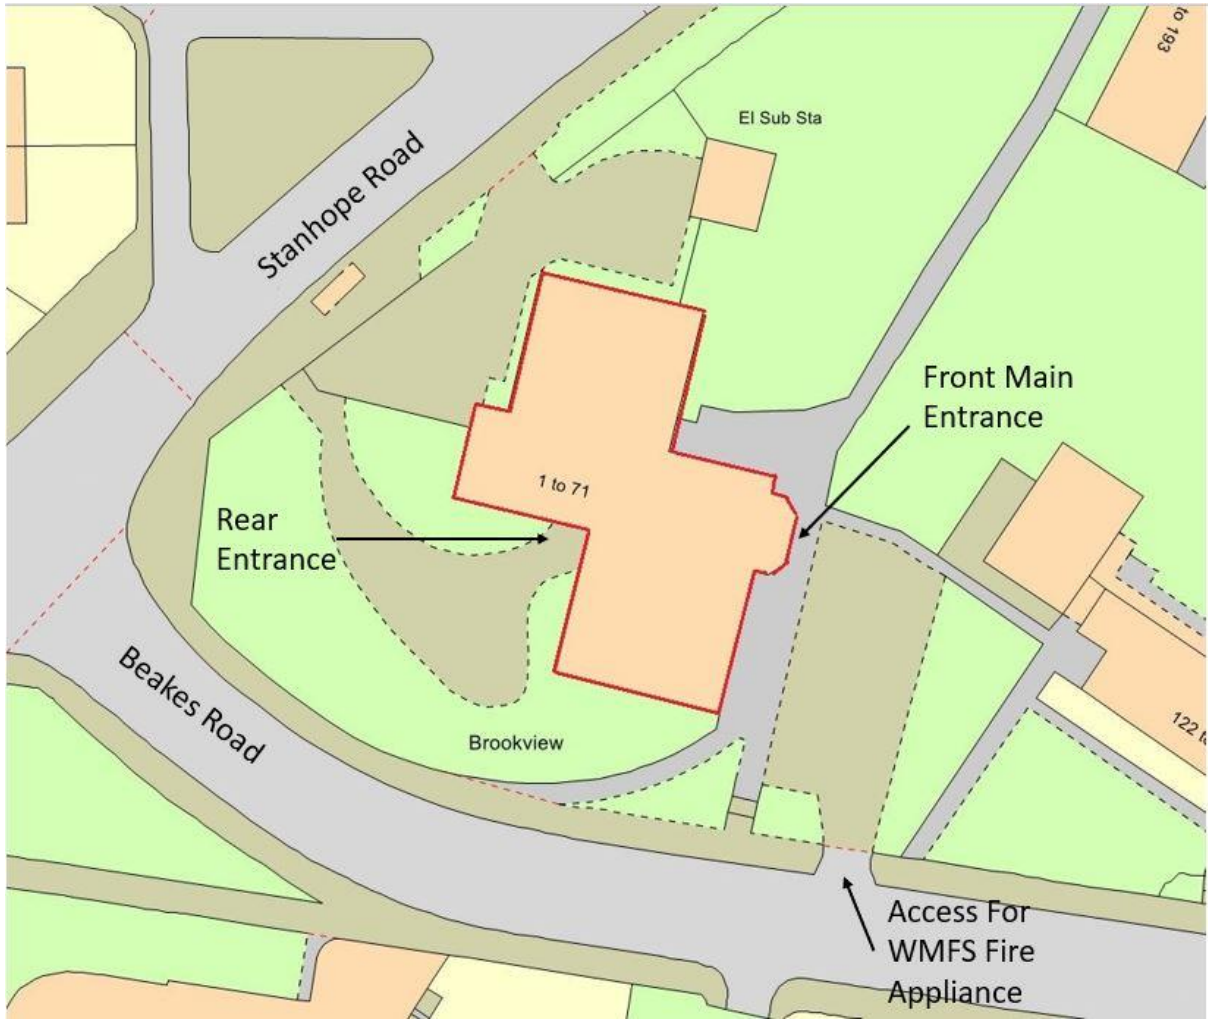 to 193
El Sub Sta
Stanhope Road
Front Main
Entrance
1 to 71
Rear
Entrance
Beakes Road
Brookview
122 to
Access For
WMFS Fire
Appliance